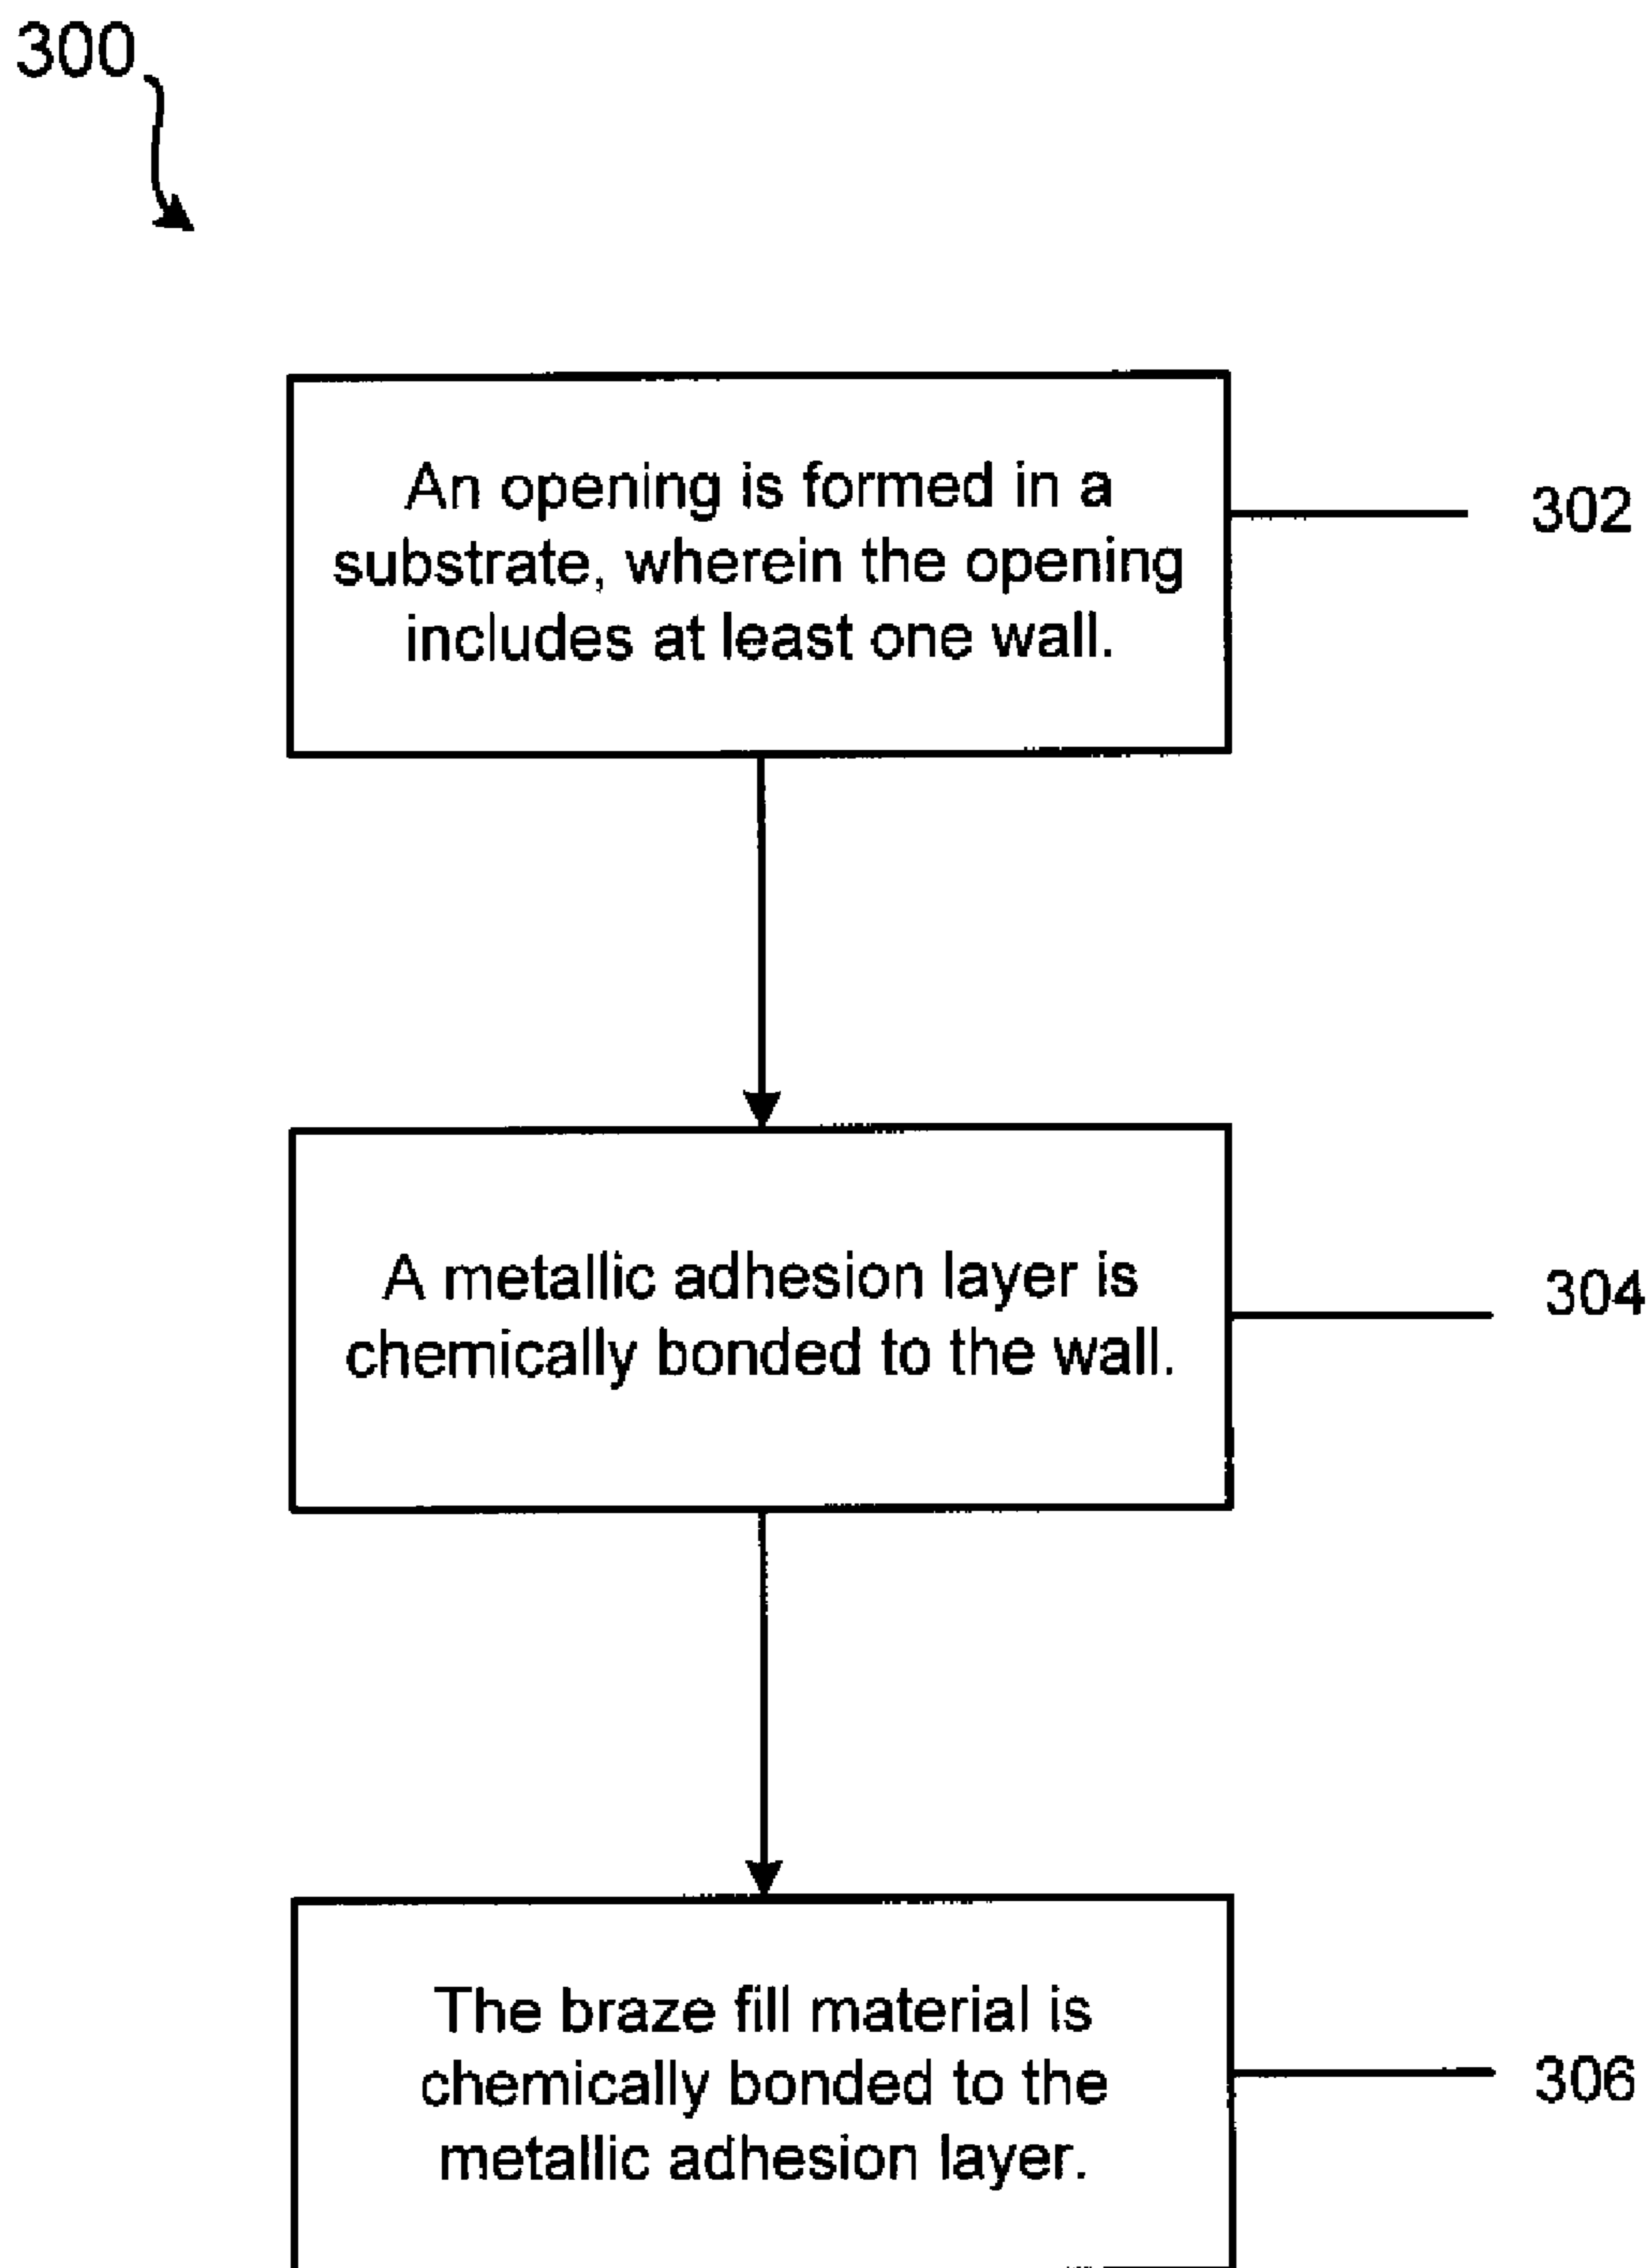 300
An opening is formed in a
substrate, wherein the opening
includes at least one wall.
302
A metallic adhesion layer is
chemically bonded to the wall.
304
The braze fill material is
chemically bonded to the
metallic adhesion layer.
306